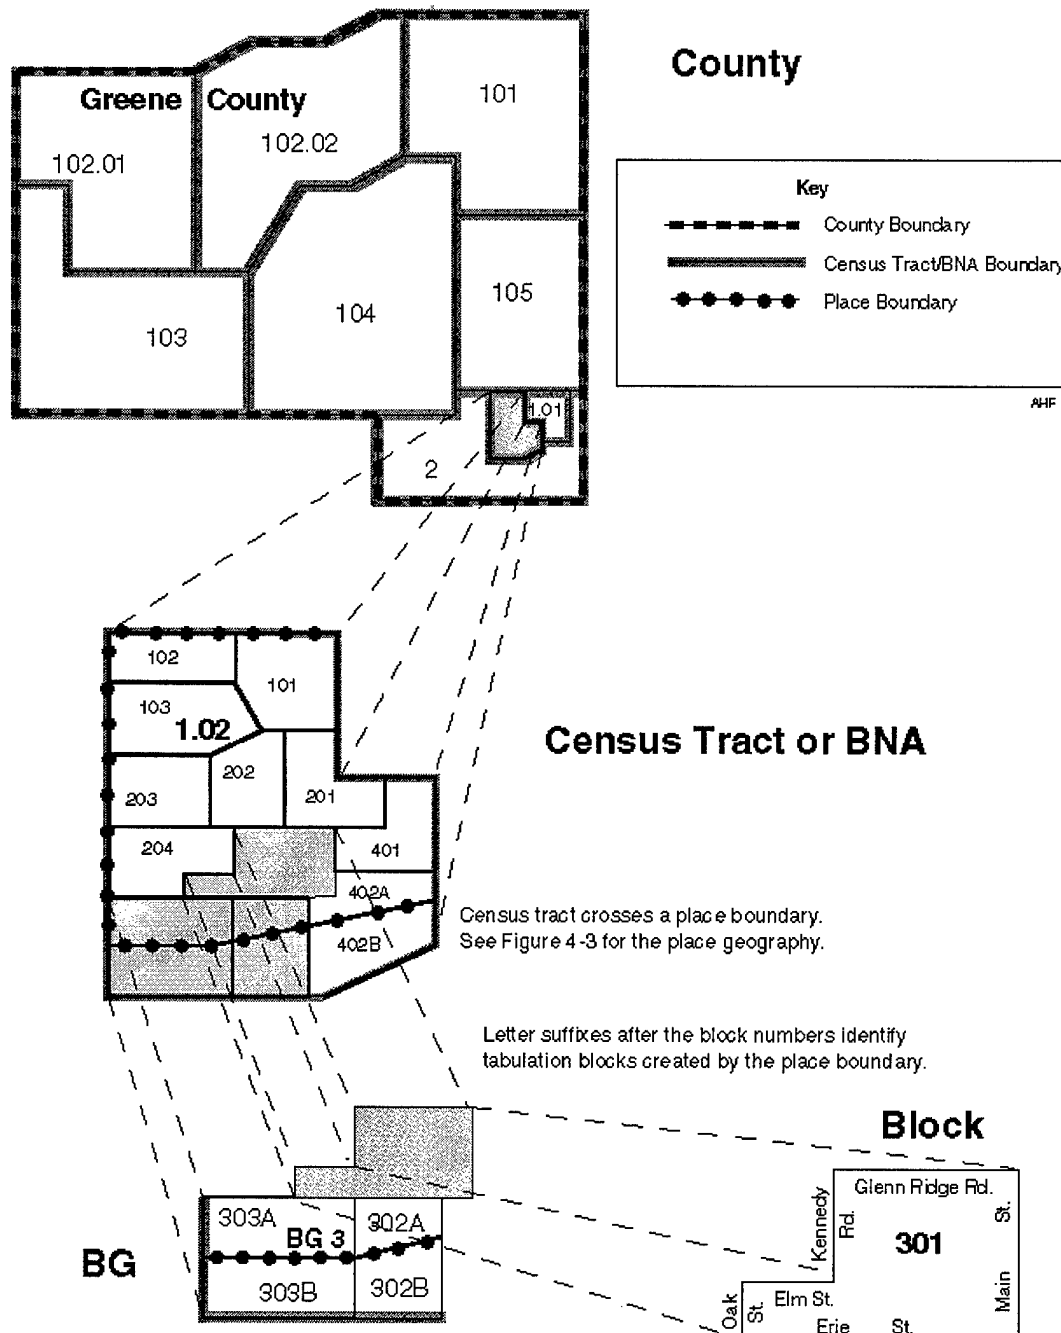 County
Greene County
101
102.01
102.02
103
104
105
1.01
2
Key
County Boundary
Census Tract/BNA Boundary
Place Boundary
AHF
Census Tract or BNA
102
101
103
1.02
202
203
201
204
401
402A
402B
Census tract crosses a place boundary.
See Figure 4-3 for the place geography.
Letter suffixes after the block numbers identify
tabulation blocks created by the place boundary.
BG
303A
302A
BG 3
303B
302B
Block
Glenn Ridge Rd.
Kennedy
Rd.
St.
301
Main
Oak
St.
Elm St.
Erie St.